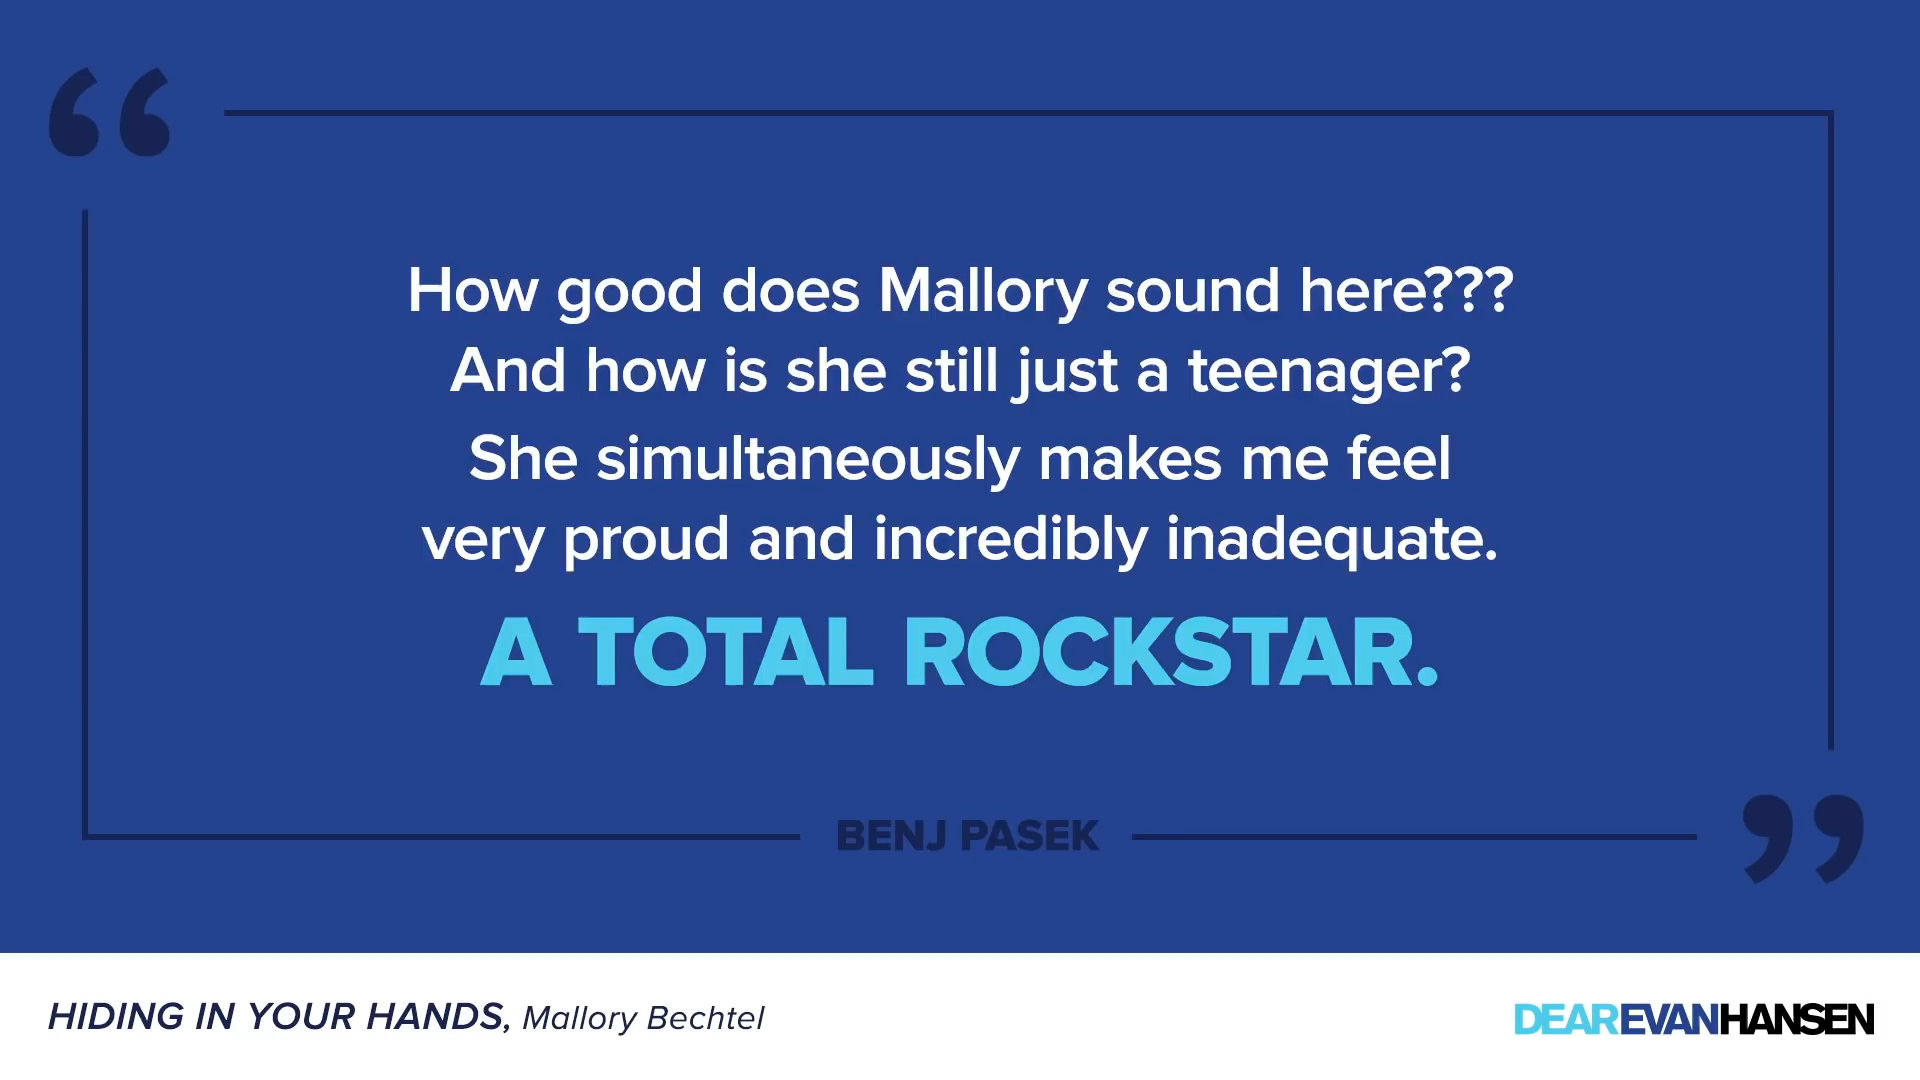 “
How good does Mallory sound here???
And how is she still just a teenager?
She simultaneously makes me feel
very proud and incredibly inadequate.
A TOTAL ROCKSTAR.
BENJ PASEK
”
HIDING IN YOUR HANDS, Mallory Bechtel
DEAREVANHANSEN